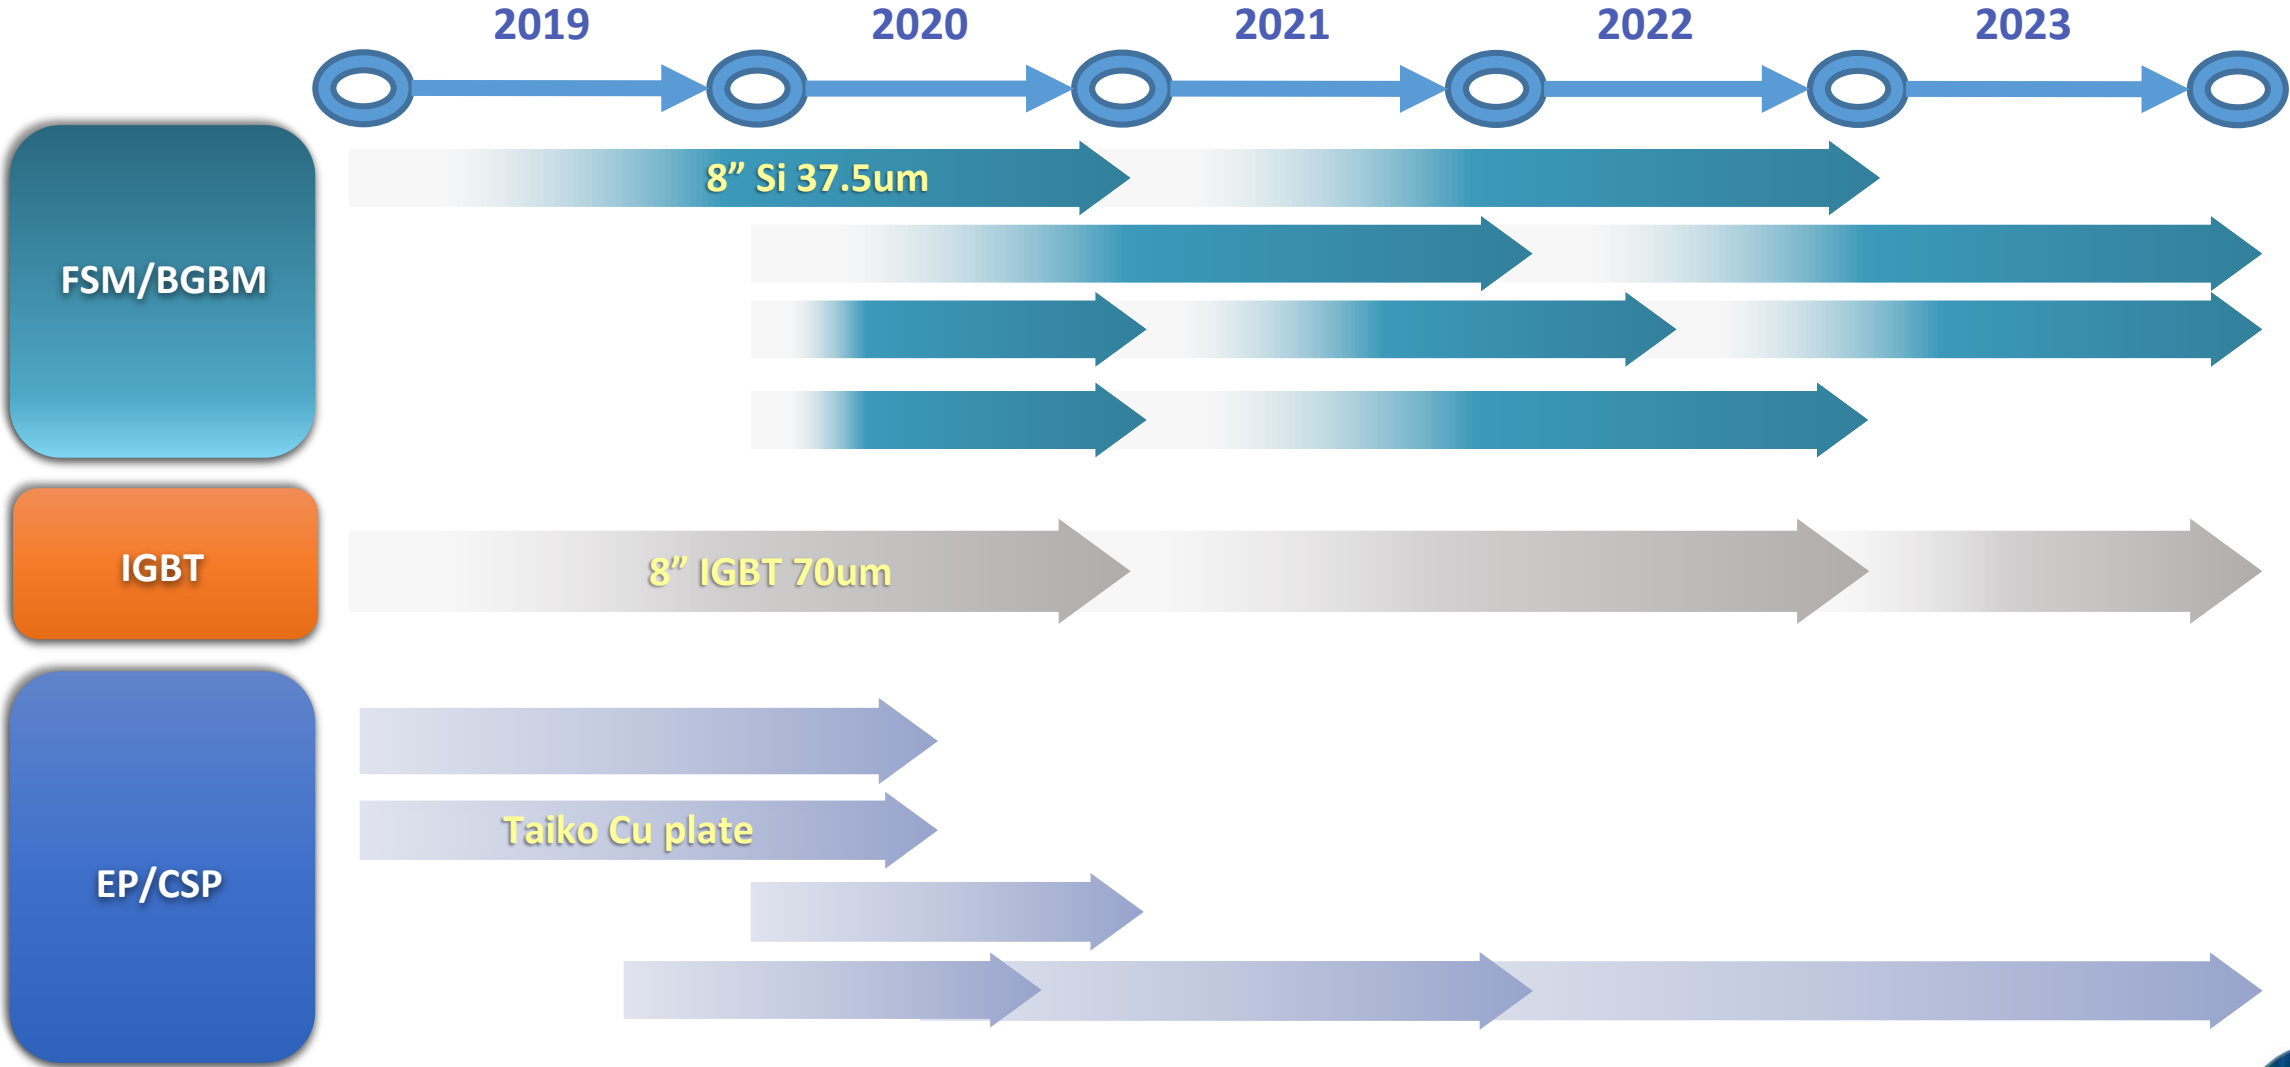 2019 2020 2021 2022 2023
8” Si 37.5um
FSM/BGBM
IGBT
8” IGBT 70um
Taiko Cu plate
EP/CSP